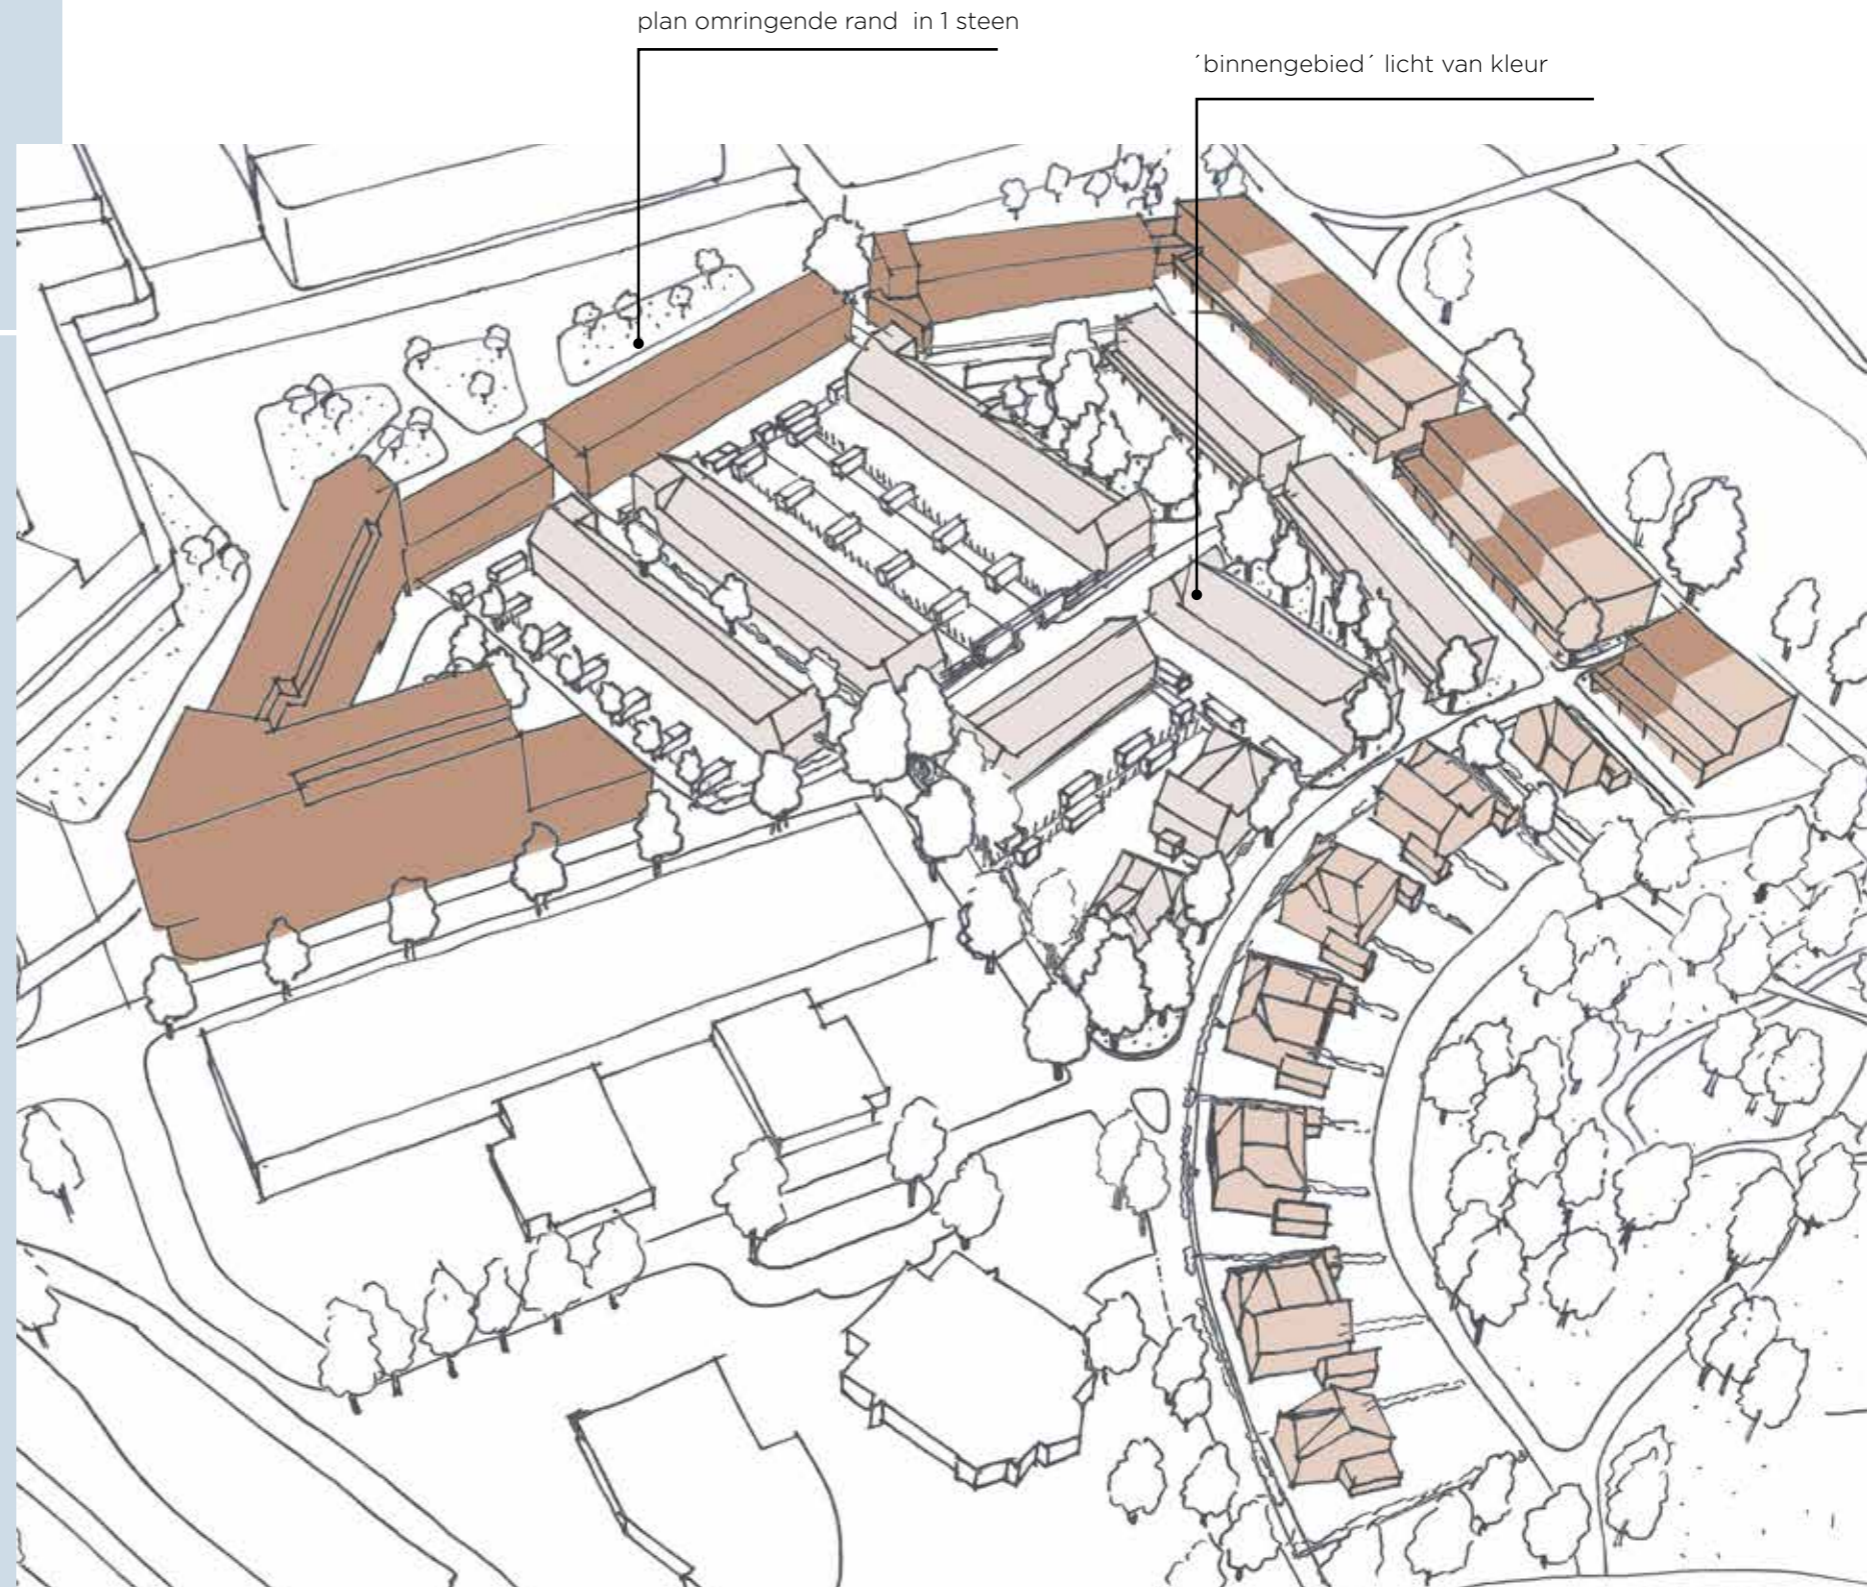 plan omringende rand  in 1 steen
´binnengebied´ licht van kleur